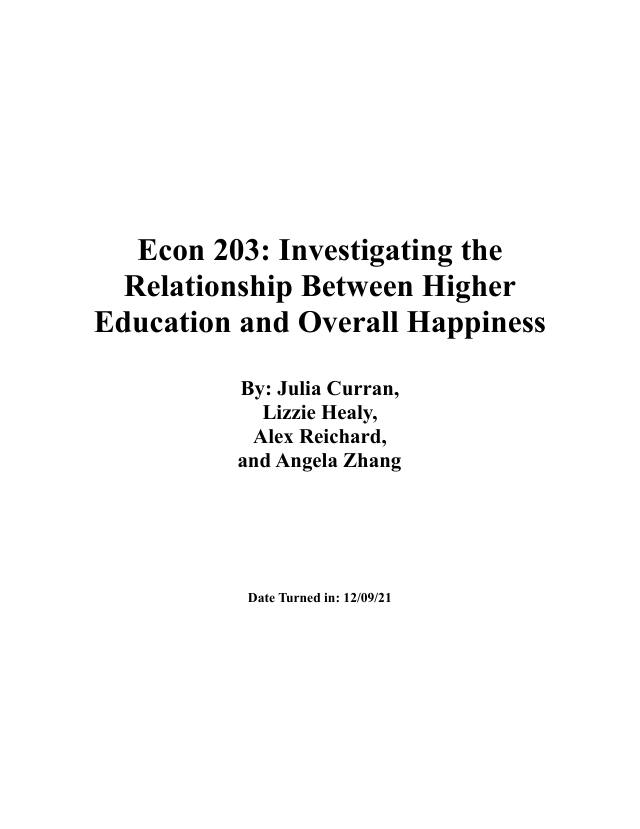 Econ 203: Investigating the
Relationship Between Higher
Education and Overall Happiness
By: Julia Curran,
Lizzie Healy,
Alex Reichard,
and Angela Zhang
Date Turned in: 12/09/21